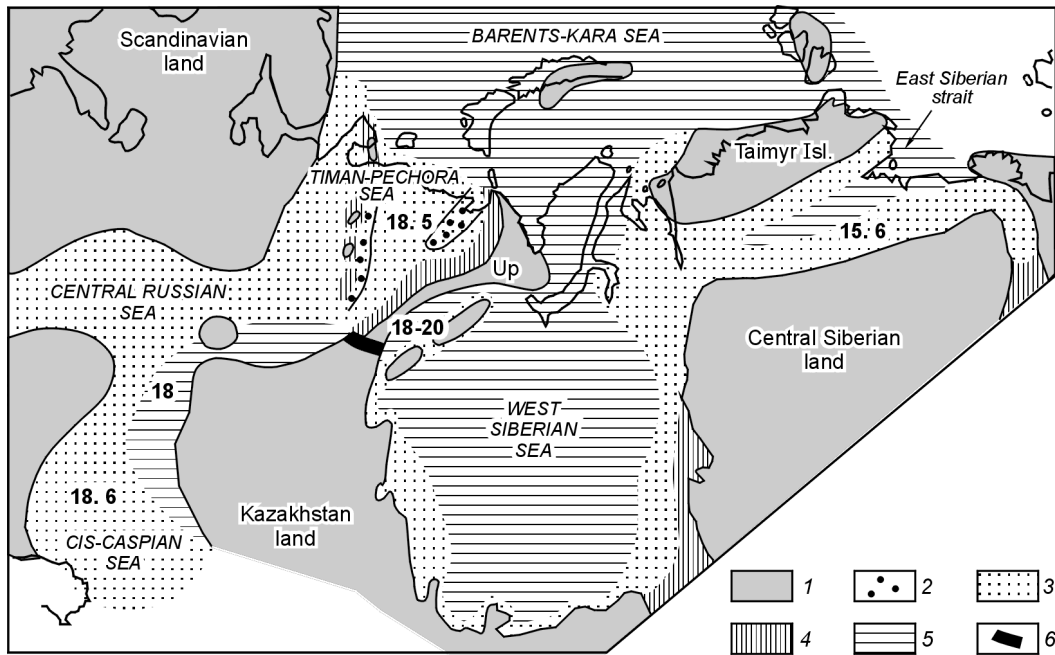 Scandinavian
land
BARENTS-KARA SEA
East Siberian
strait
Taimyr Isl.
TIMAN-PECHORA
SEA
18. 5
15. 6
Up
CENTRAL RUSSIAN
SEA
18-20
Central Siberian
land
18
WEST
SIBERIAN
SEA
18. 6
Kazakhstan
land
CIS-CASPIAN
SEA
1
2
3
4
5
6